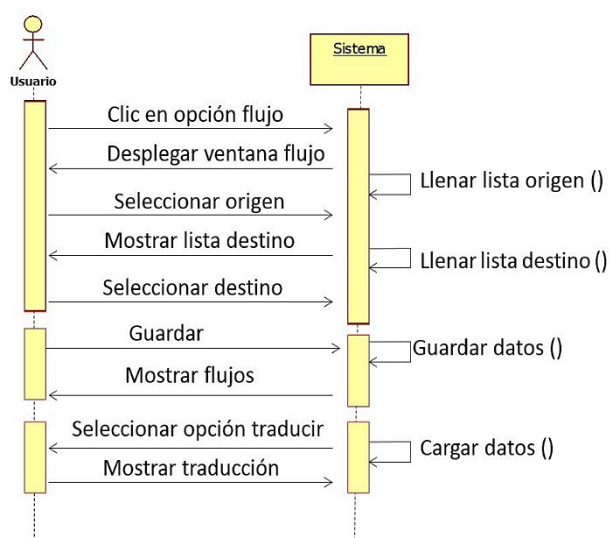 Usuario
Sistema
Clic en opción flujo
Desplegar ventana flujo
Llenar lista origen ()
Seleccionar origen
Mostrar lista destino
Llenar lista destino ()
Seleccionar destino
Guardar
Guardar datos ()
Mostrar flujos
Seleccionar opción traducir
Cargar datos ()
Mostrar traducción